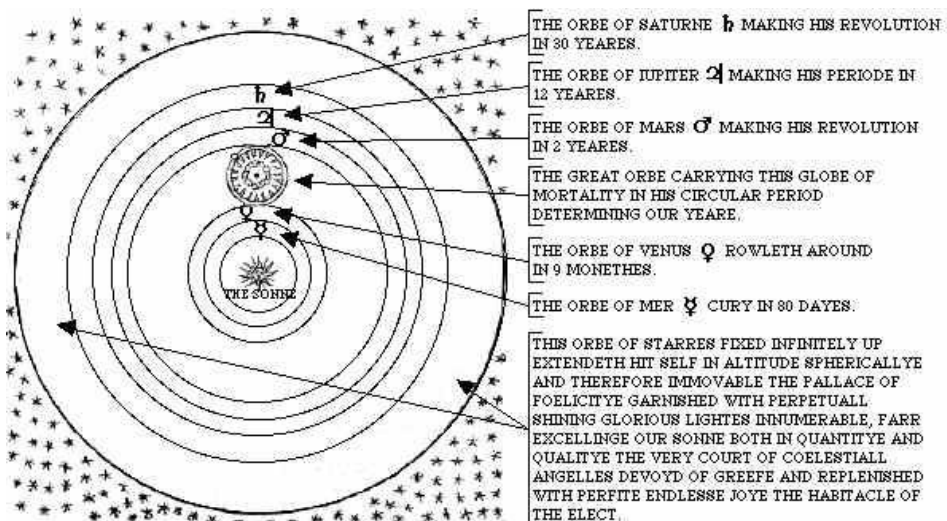 THE ORBE OF SATURNE ♄ MAKING HIS REVOLUTION
IN 30 YEARES.
THE ORBE OF IUPITER ♃ MAKING HIS PERIODE IN
12 YEARES.
THE ORBE OF MARS ♂ MAKING HIS REVOLUTION
IN 2 YEARES.
THE GREAT ORBE CARRYING THIS GLOBE OF
MORTALITY IN HIS CIRCULAR PERIOD
DETERMINING OUR YEARE.
THE ORBE OF VENUS ♀ ROWLETH AROUND
IN 9 MONETHES.
THE ORBE OF MER ☿ CURY IN 80 DAYES.
THIS ORBE OF STARRES FIXED INFINITELY UP
EXTENDETH HIT SELF IN ALTITUDE SPHERICALLYE
AND THEREFORE IMMOVABLE THE PALLACE OF
FOELICITYE GARNISHED WITH PERPETUALL
SHINING GLORIOUS LIGHTES INNUMERABLE, FARR
EXCELLINGE OUR SONNE BOTH IN QUANTITYE AND
QUALITYE THE VERY COURT OF COELESTIALL
ANGELLES DEVOYD OF GREEFE AND REPLENISHED
WITH PERFITE ENDLESSE JOYE THE HABITACLE OF
THE ELECT.
♄
♃
♂
♀
☿
THE SONNE